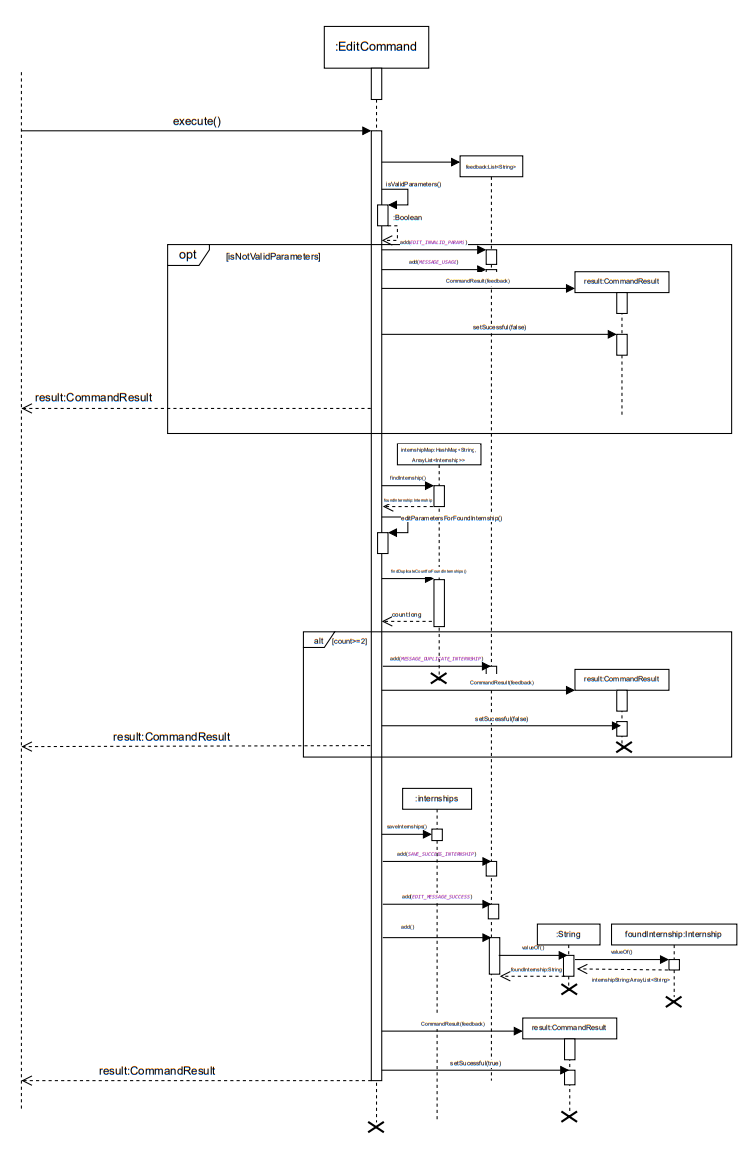 :EditCommand
execute()
feedback:List<String>
isValidParameters()
:Boolean
add(EDIT_INVALID_PARAMS)
opt
[isNotValidParameters]
add(MESSAGE_USAGE)
CommandResult(feedback)
result:CommandResult
setSucessful(false)
result:CommandResult
internshipMap:HashMap<String,
ArrayList<Internship>>
findInternship()
foundInternship:Internship
editParametersForFoundInternship()
findDuplicateCountForFoundInternships()
count:long
alt
[count>=2]
add(MESSAGE_DUPLICATE_INTERNSHIP)
CommandResult(feedback)
result:CommandResult
setSucessful(false)
result:CommandResult
:internships
saveInternships()
add(SAVE_SUCCESS_INTERNSHIP)
add(EDIT_MESSAGE_SUCCESS)
add()
:String
foundInternship:Internship
valueOf()
valueOf()
foundInternship:String
internshipString:ArrayList<String>
CommandResult(feedback)
result:CommandResult
setSucessful(true)
result:CommandResult